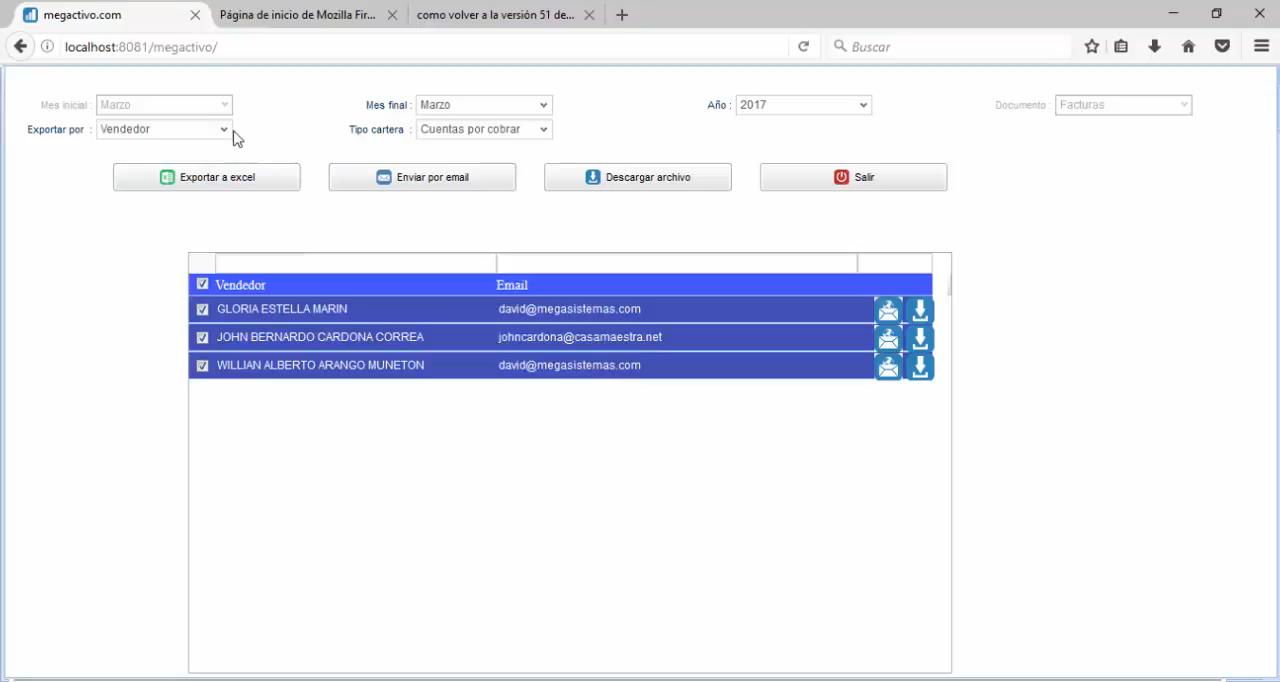 megactivo.com
Página de inicio de Mozilla Fir...
como volver a la versión 51 de...
localhost:8081/megactivo/
Buscar
Mes inicial : Marzo
Mes final : Marzo
Año : 2017
Documento : Facturas
Exportar por : Vendedor
Tipo cartera : Cuentas por cobrar
Exportar a excel
Enviar por email
Descargar archivo
Salir
Vendedor Email
GLORIA ESTELLA MARIN david@megasistemas.com
JOHN BERNARDO CARDONA CORREA johncardona@casamaestra.net
WILLIAN ALBERTO ARANGO MUNETON david@megasistemas.com